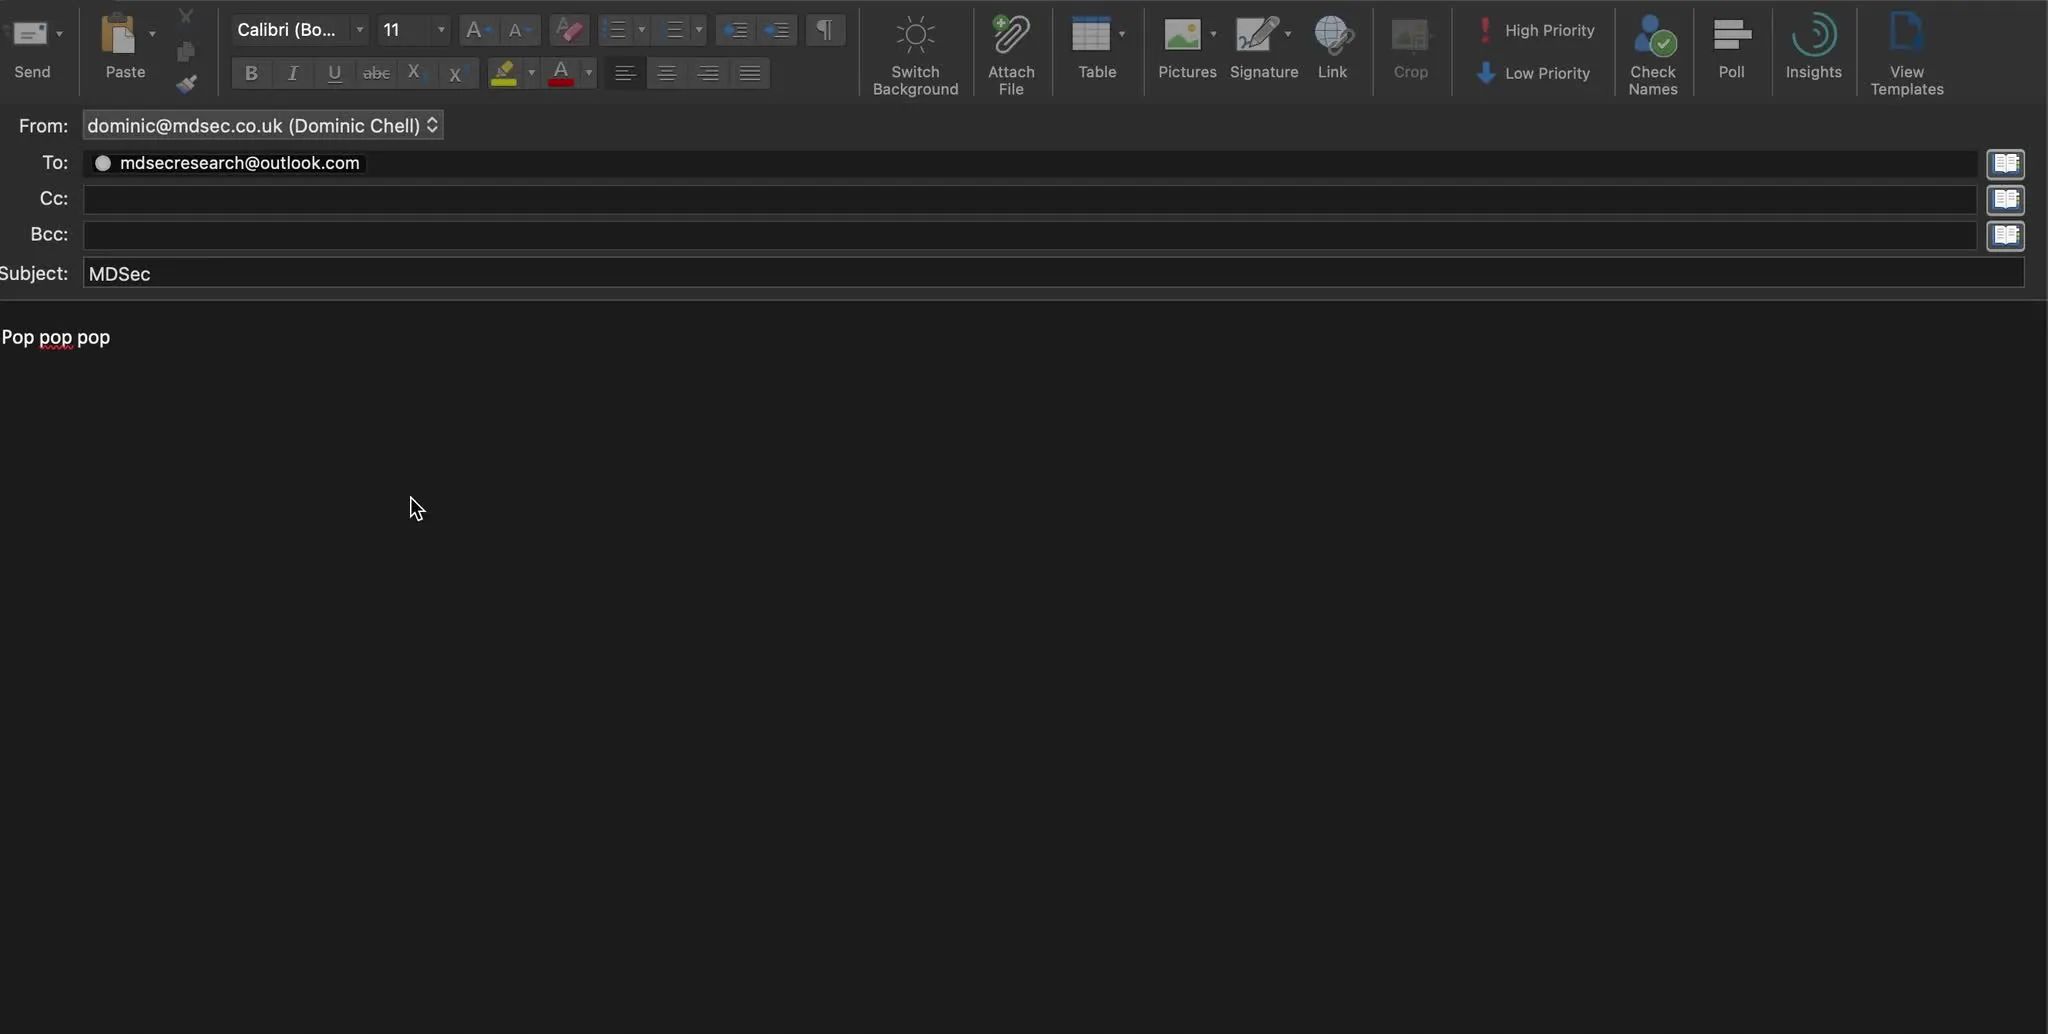 Send
Paste
Calibri (Bo...
11
A A A
B I U abc X X A
Switch
Background
Attach
File
Table
Pictures
Signature
Link
Crop
High Priority
Low Priority
Check
Names
Poll
Insights
View
Templates
From: dominic@mdsec.co.uk (Dominic Chell)
To: mdsecresearch@outlook.com
Cc:
Bcc:
Subject: MDSec
Pop pop pop